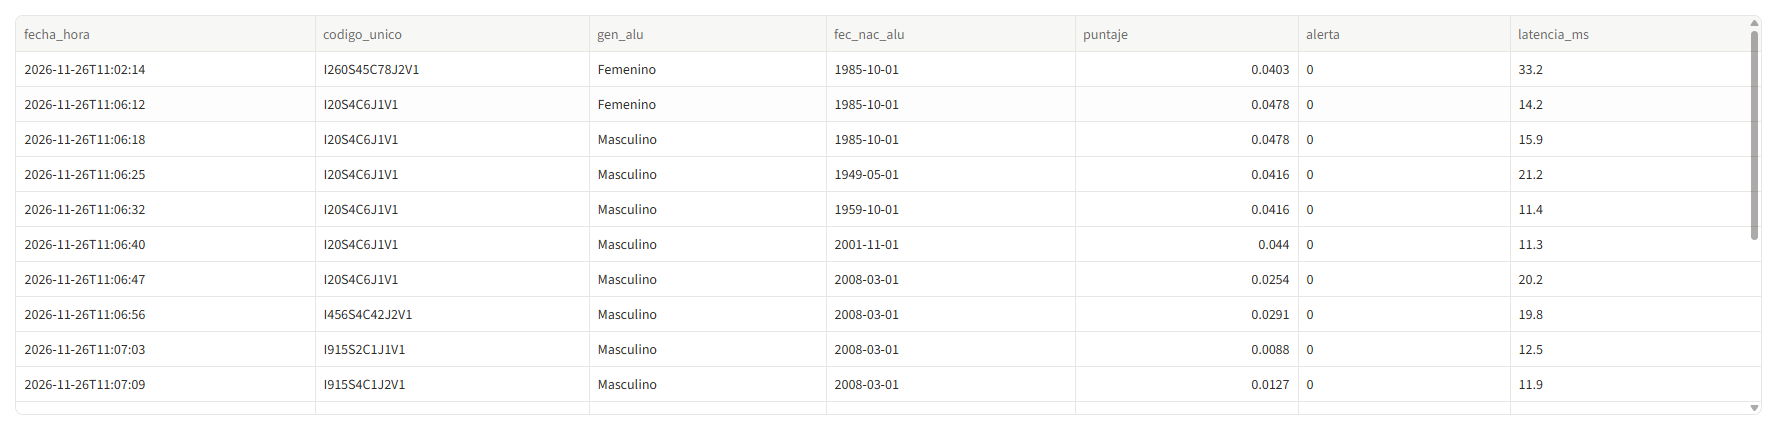 fecha_hora codigo_unico gen_alu fec_nac_alu puntaje alerta latencia_ms
2026-11-26T11:02:14 I260S45C78J2V1 Femenino 1985-10-01 0.0403 0 33.2
2026-11-26T11:06:12 I20S4C6J1V1 Femenino 1985-10-01 0.0478 0 14.2
2026-11-26T11:06:18 I20S4C6J1V1 Masculino 1985-10-01 0.0478 0 15.9
2026-11-26T11:06:25 I20S4C6J1V1 Masculino 1949-05-01 0.0416 0 21.2
2026-11-26T11:06:32 I20S4C6J1V1 Masculino 1959-10-01 0.0416 0 11.4
2026-11-26T11:06:40 I20S4C6J1V1 Masculino 2001-11-01 0.044 0 11.3
2026-11-26T11:06:47 I20S4C6J1V1 Masculino 2008-03-01 0.0254 0 20.2
2026-11-26T11:06:56 I456S4C42J2V1 Masculino 2008-03-01 0.0291 0 19.8
2026-11-26T11:07:03 I915S2C1J1V1 Masculino 2008-03-01 0.0088 0 12.5
2026-11-26T11:07:09 I915S4C1J2V1 Masculino 2008-03-01 0.0127 0 11.9